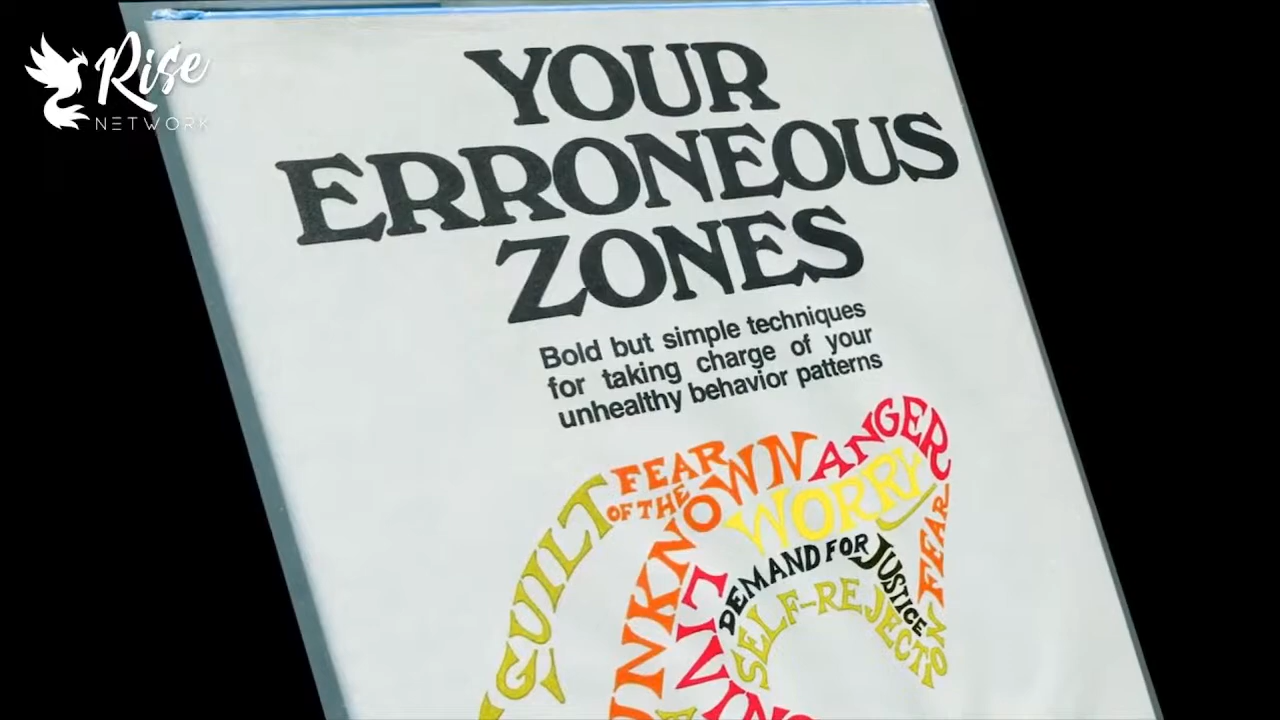 Rise
NETWORK
YOUR
ERRONEOUS
ZONES
Bold but simple techniques
for taking charge of your
unhealthy behavior patterns
GUILT
FEAR
OF THE
UNKNOWN
ANGER
WORRY
FEAR
DEMAND FOR JUSTICE
SELF-REJECTION